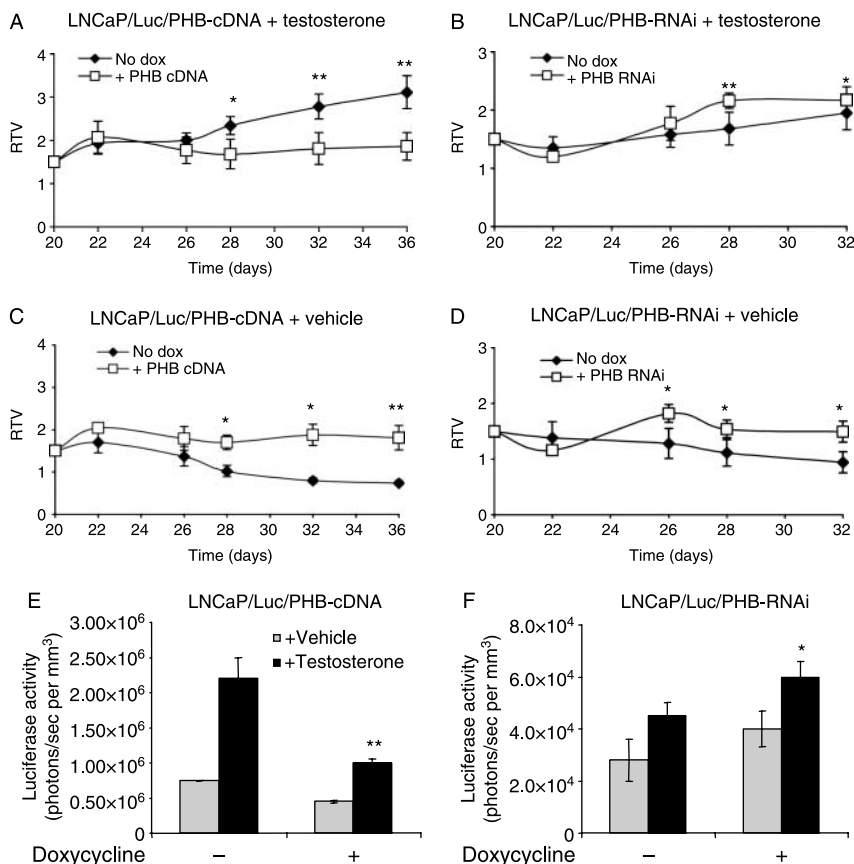 A
LNCaP/Luc/PHB-cDNA + testosterone
No dox
+ PHB cDNA
*
**
**
RTV
4
3
2
1
0
20 22 24 26 28 32 36
Time (days)
B
LNCaP/Luc/PHB-RNAi + testosterone
No dox
+ PHB RNAi
**
*
RTV
3
2
1
0
20 22 24 26 28 32
Time (days)
C
LNCaP/Luc/PHB-cDNA + vehicle
No dox
+ PHB cDNA
*
*
**
RTV
4
3
2
1
0
20 22 24 26 28 32 36
Time (days)
D
LNCaP/Luc/PHB-RNAi + vehicle
No dox
+ PHB RNAi
*
*
*
RTV
3
2
1
0
20 22 24 26 28 32
Time (days)
E
LNCaP/Luc/PHB-cDNA
+Vehicle
+Testosterone
**
Luciferase activity
(photons/sec per mm³)
3.00×10⁶
2.50×10⁶
2.00×10⁶
1.50×10⁶
1.00×10⁶
0.50×10⁶
0
Doxycycline − +
F
LNCaP/Luc/PHB-RNAi
*
Luciferase activity
(photons/sec per mm³)
8.0×10⁴
6.0×10⁴
4.0×10⁴
2.0×10⁴
0
Doxycycline − +